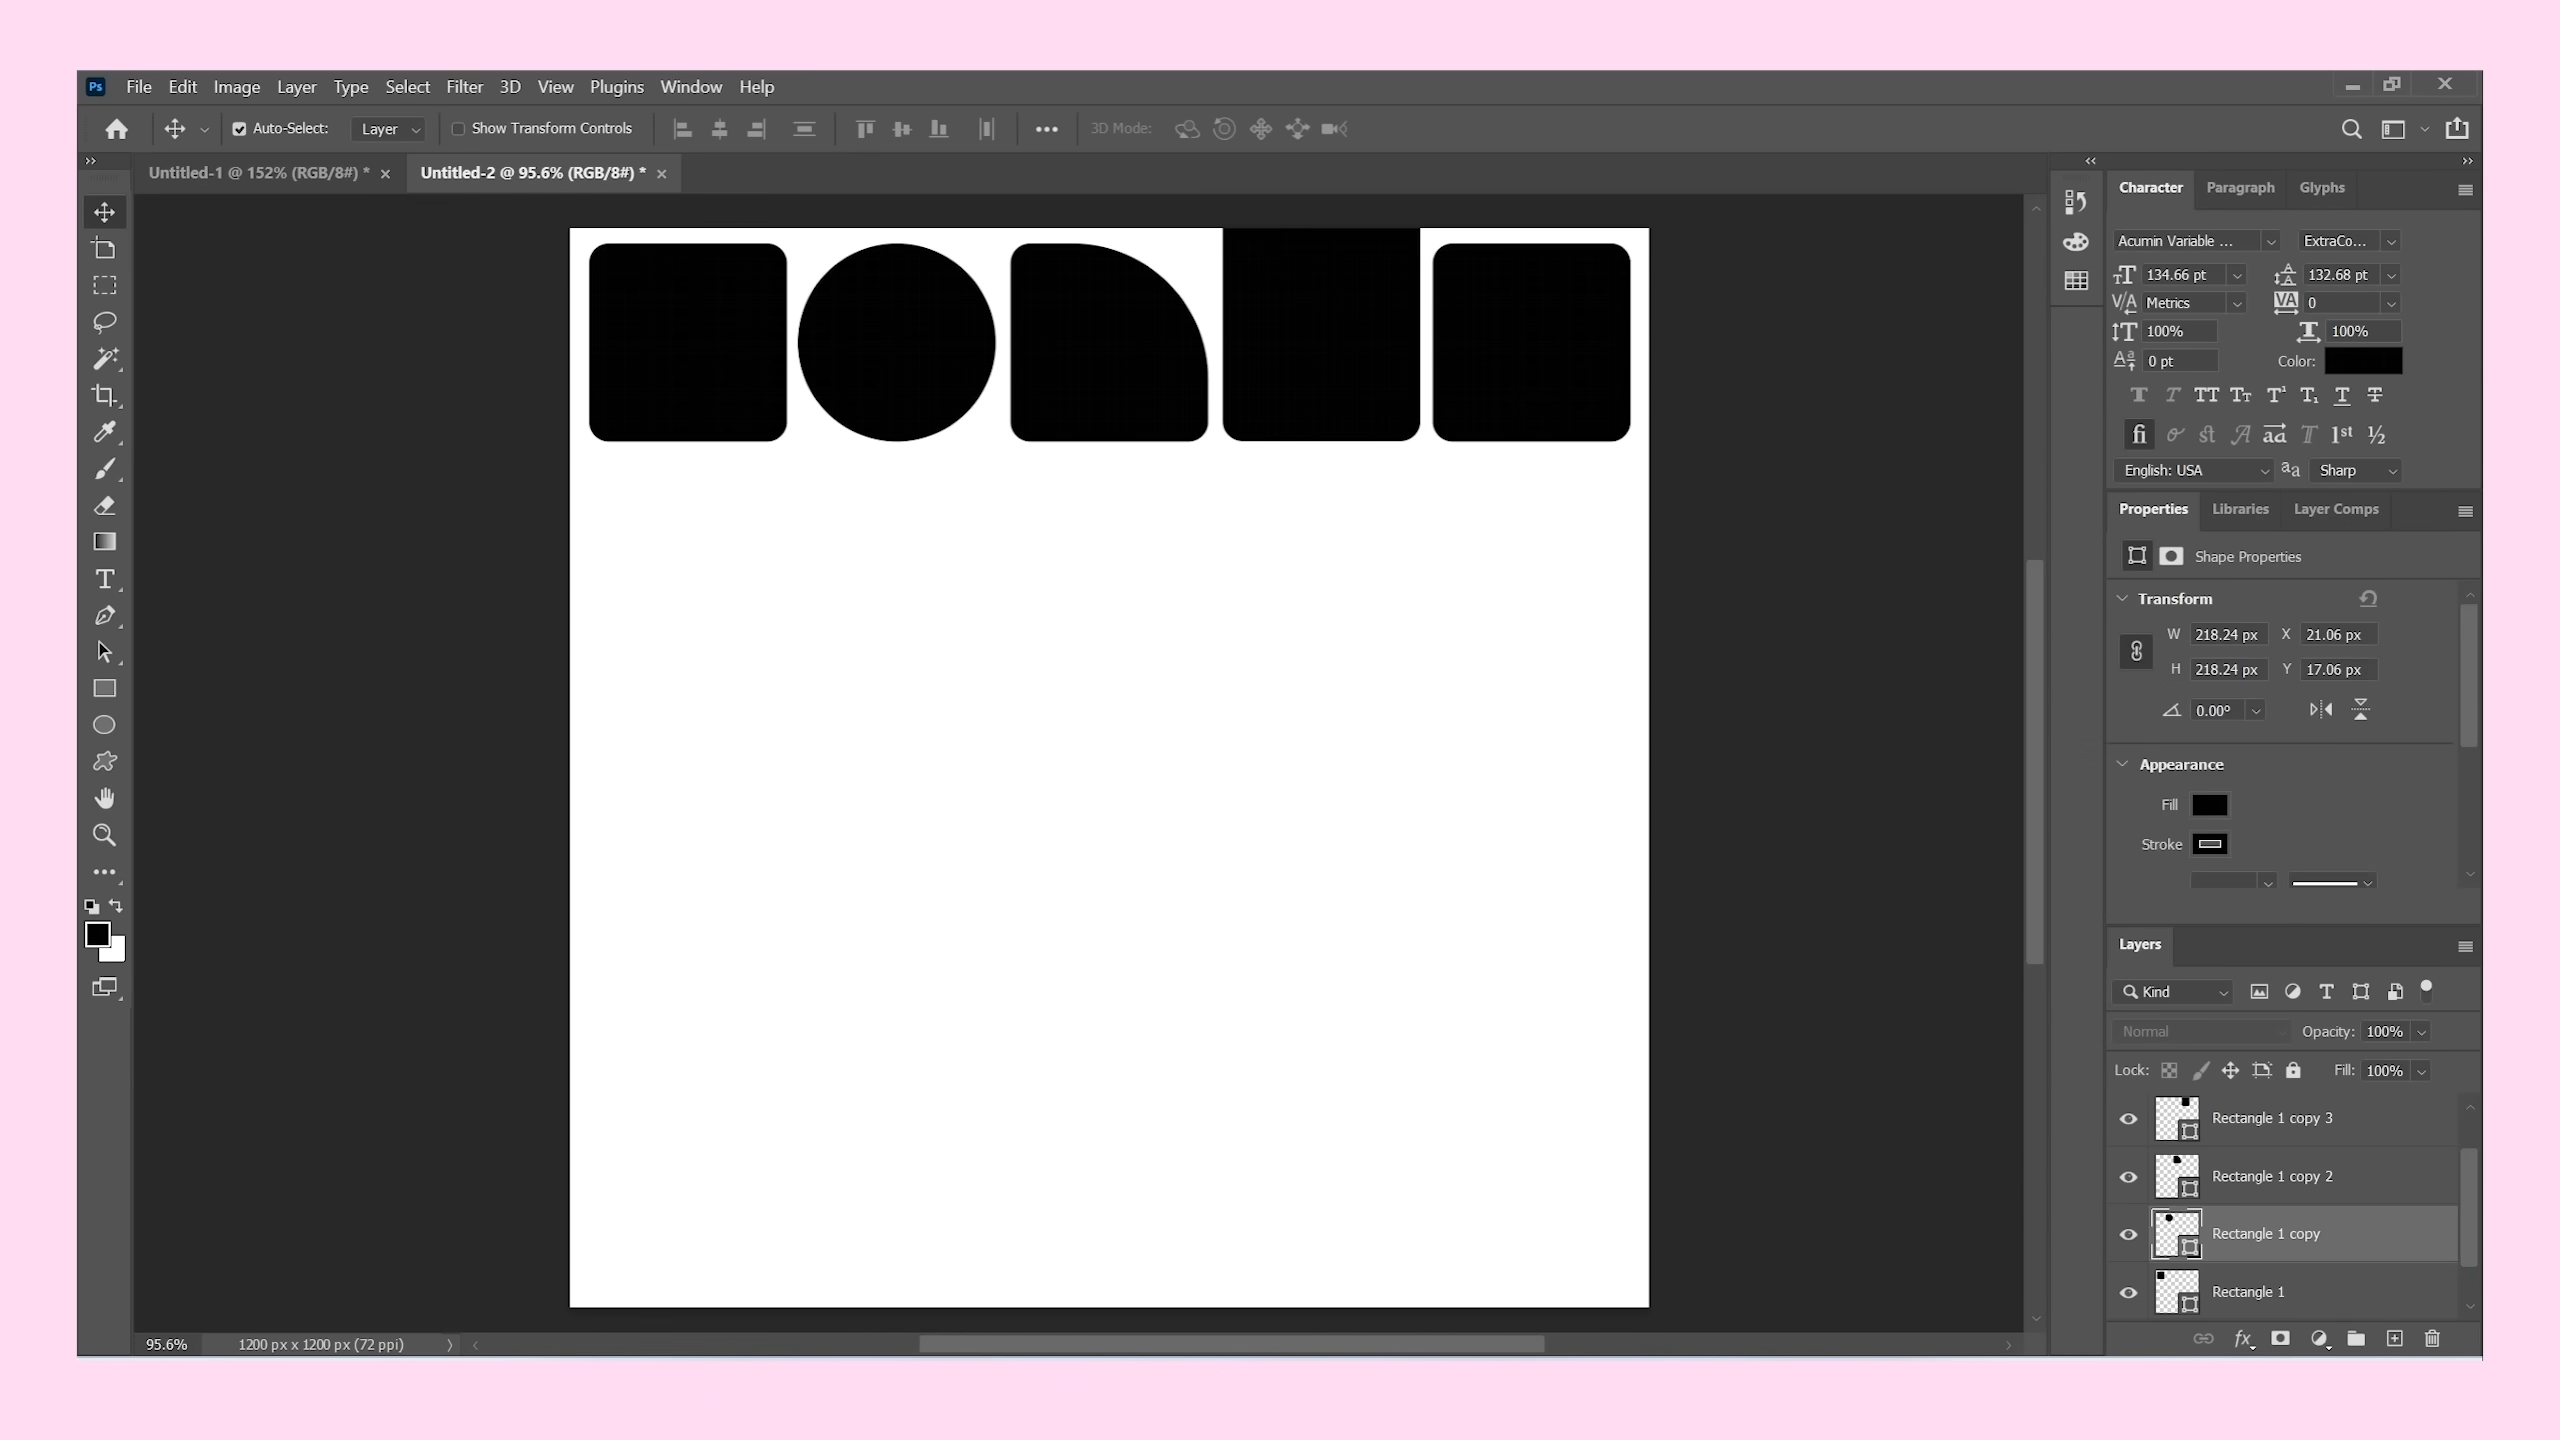 Ps File Edit Image Layer Type Select Filter 3D View Plugins Window Help
Auto-Select: Layer Show Transform Controls 3D Mode:
Untitled-1 @ 152% (RGB/8#) * Untitled-2 @ 95.6% (RGB/8#) *
Character Paragraph Glyphs
Acumin Variable ... ExtraCo...
134.66 pt 132.68 pt
Metrics 0
100% 100%
0 pt Color:
English: USA Sharp
Properties Libraries Layer Comps
Shape Properties
Transform
W 218.24 px X 21.06 px
H 218.24 px Y 17.06 px
0.00°
Appearance
Fill
Stroke
Layers
Kind
Normal Opacity: 100%
Lock: Fill: 100%
Rectangle 1 copy 3
Rectangle 1 copy 2
Rectangle 1 copy
Rectangle 1
95.6% 1200 px x 1200 px (72 ppi)